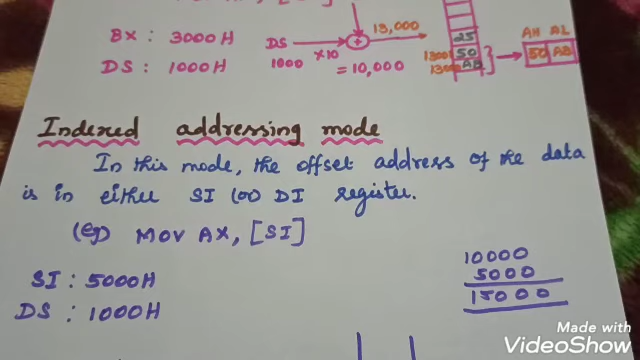 BX : 3000H
DS : 1000H
DS
1000 ×10
+
13,000
= 10,000
25
13001 50
13000 AB
AH AL
50 AB
Indexed addressing mode
In this mode, the offset address of the data
is in either SI (or) DI register.
(eg) MOV AX, [SI]
SI : 5000H
DS : 1000H
10000
5000
15000
Made with
VideoShow